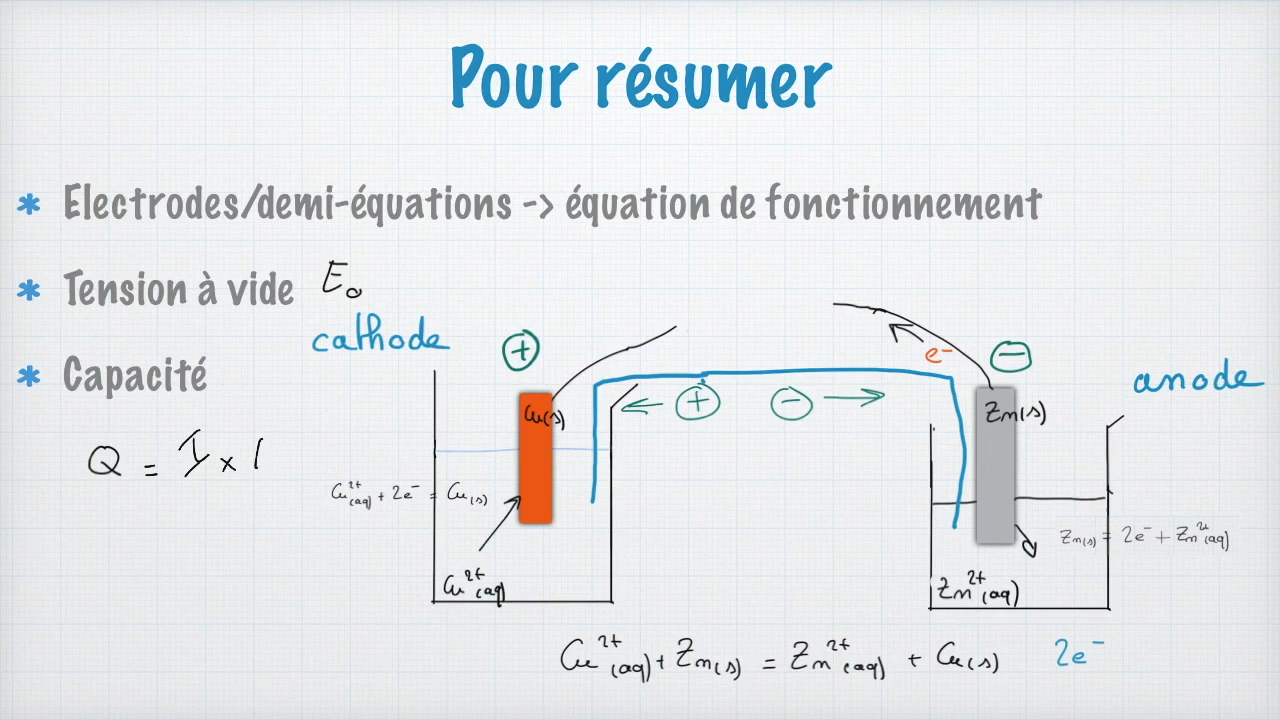 Pour résumer
* Electrodes/demi-équations -> équation de fonctionnement
* Tension à vide E₀
cathode + - e⁻
anode
* Capacité
Cu(s) + - Zn(s)
Q = I x
Cu²⁺(aq) + 2e⁻ = Cu(s)
Zn(s) = 2e⁻ + Zn²⁺(aq)
Cu²⁺(aq) Zn²⁺(aq)
Cu²⁺(aq) + Zn(s) = Zn²⁺(aq) + Cu(s) 2e⁻